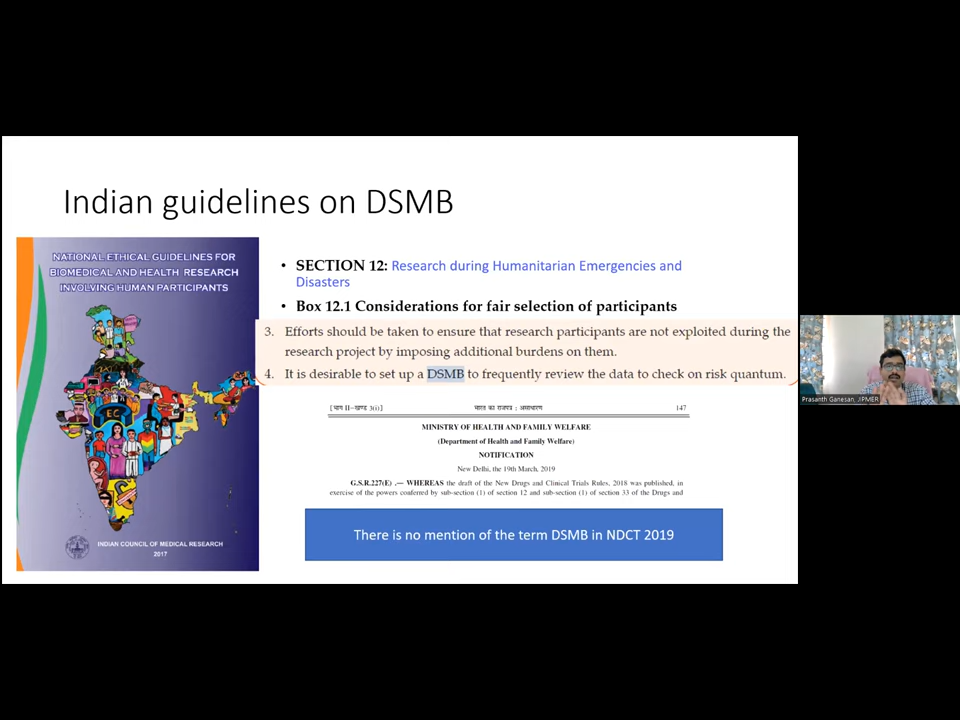 Indian guidelines on DSMB
NATIONAL ETHICAL GUIDELINES FOR
BIOMEDICAL AND HEALTH RESEARCH
INVOLVING HUMAN PARTICIPANTS
EC
INDIAN COUNCIL OF MEDICAL RESEARCH
2017
• SECTION 12: Research during Humanitarian Emergencies and
Disasters
• Box 12.1 Considerations for fair selection of participants
3. Efforts should be taken to ensure that research participants are not exploited during the
research project by imposing additional burdens on them.
4. It is desirable to set up a DSMB to frequently review the data to check on risk quantum.
[भाग II—खण्ड 3(i)] भारत का राजपत्र : असाधारण 147
MINISTRY OF HEALTH AND FAMILY WELFARE
(Department of Health and Family Welfare)
NOTIFICATION
New Delhi, the 19th March, 2019
G.S.R.227(E) .— WHEREAS the draft of the New Drugs and Clinical Trials Rules, 2018 was published, in
exercise of the powers conferred by sub-section (1) of section 12 and sub-section (1) of section 33 of the Drugs and
There is no mention of the term DSMB in NDCT 2019
Prasanth Ganesan, JIPMER